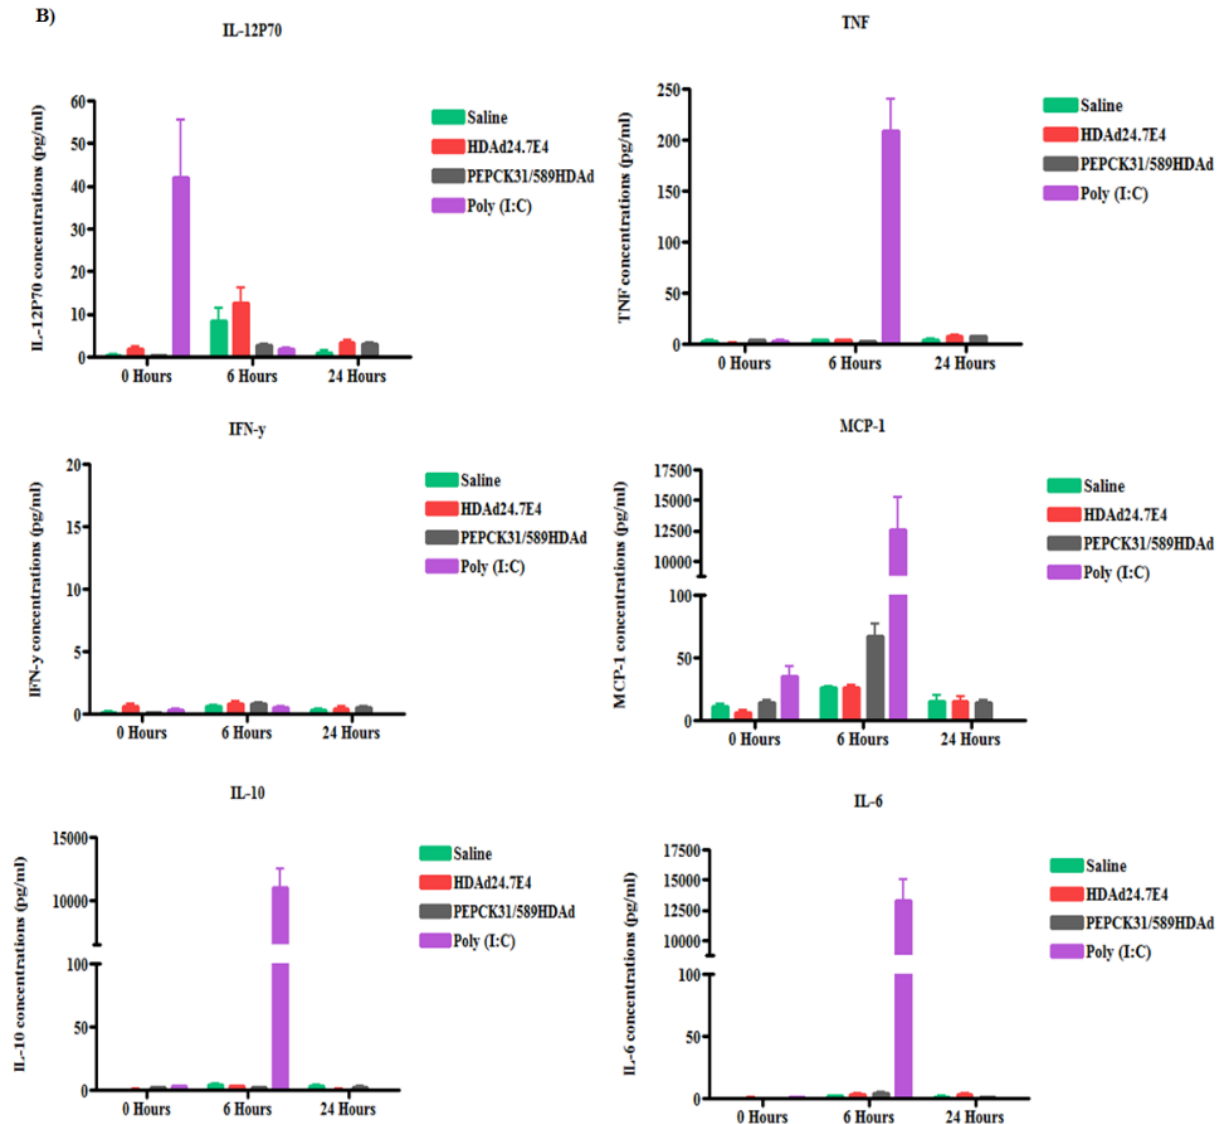 B)
IL-12P70
IL-12P70 concentrations (pg/ml)
60
50
40
30
20
10
0
0 Hours
6 Hours
24 Hours
Saline
HDAd24.7E4
PEPCK31/589HDAd
Poly (I:C)
TNF
TNF concentrations (pg/ml)
250
200
150
100
50
0
0 Hours
6 Hours
24 Hours
Saline
HDAd24.7E4
PEPCK31/589HDAd
Poly (I:C)
IFN-y
IFN-y concentrations (pg/ml)
20
15
10
5
0
0 Hours
6 Hours
24 Hours
Saline
HDAd24.7E4
PEPCK31/589HDAd
Poly (I:C)
MCP-1
MCP-1 concentrations (pg/ml)
17500
15000
12500
10000
100
50
0
0 Hours
6 Hours
24 Hours
Saline
HDAd24.7E4
PEPCK31/589HDAd
Poly (I:C)
IL-10
IL-10 concentrations (pg/ml)
15000
10000
100
50
0
0 Hours
6 Hours
24 Hours
Saline
HDAd24.7E4
PEPCK31/589HDAd
Poly (I:C)
IL-6
IL-6 concentrations (pg/ml)
17500
15000
12500
10000
100
50
0
0 Hours
6 Hours
24 Hours
Saline
HDAd24.7E4
PEPCK31/589HDAd
Poly (I:C)